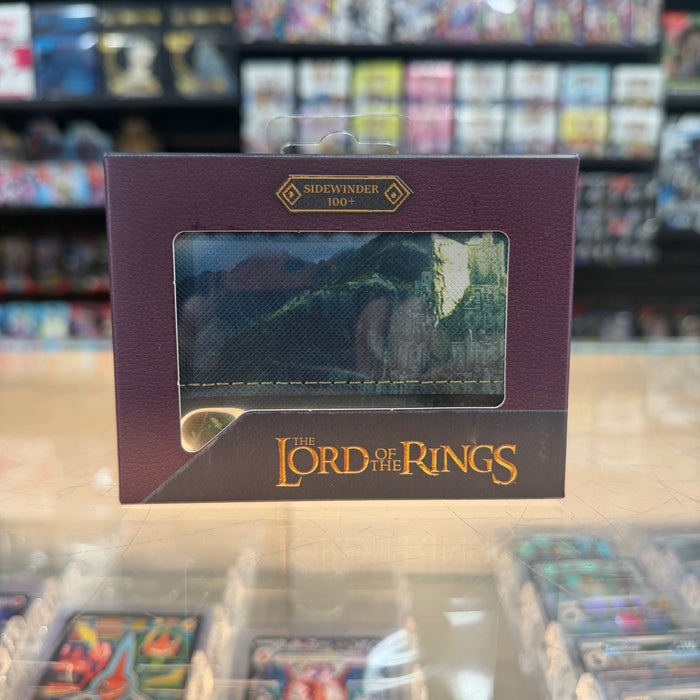 SIDEWINDER
100+
THE LORD OF THE RINGS